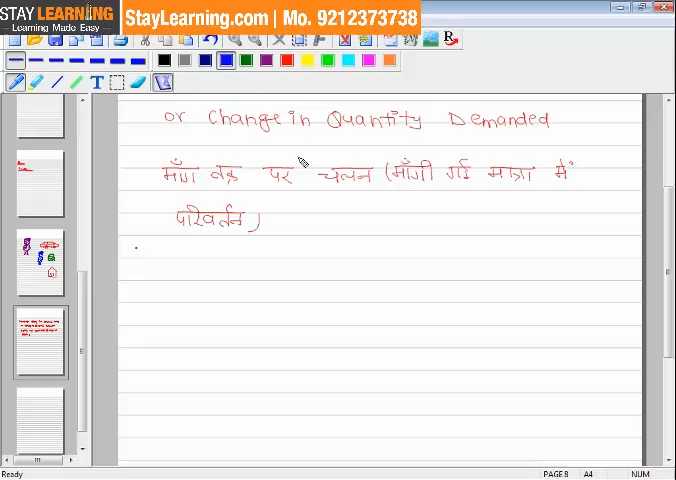 STAY LEARNING
Learning Made Easy
StayLearning.com | Mo. 9212373738
or Change in Quantity Demanded
माँग वक्र पर चलन (माँगी गई मात्रा में
परिवर्तन)
Ready
PAGE 8 A4 NUM